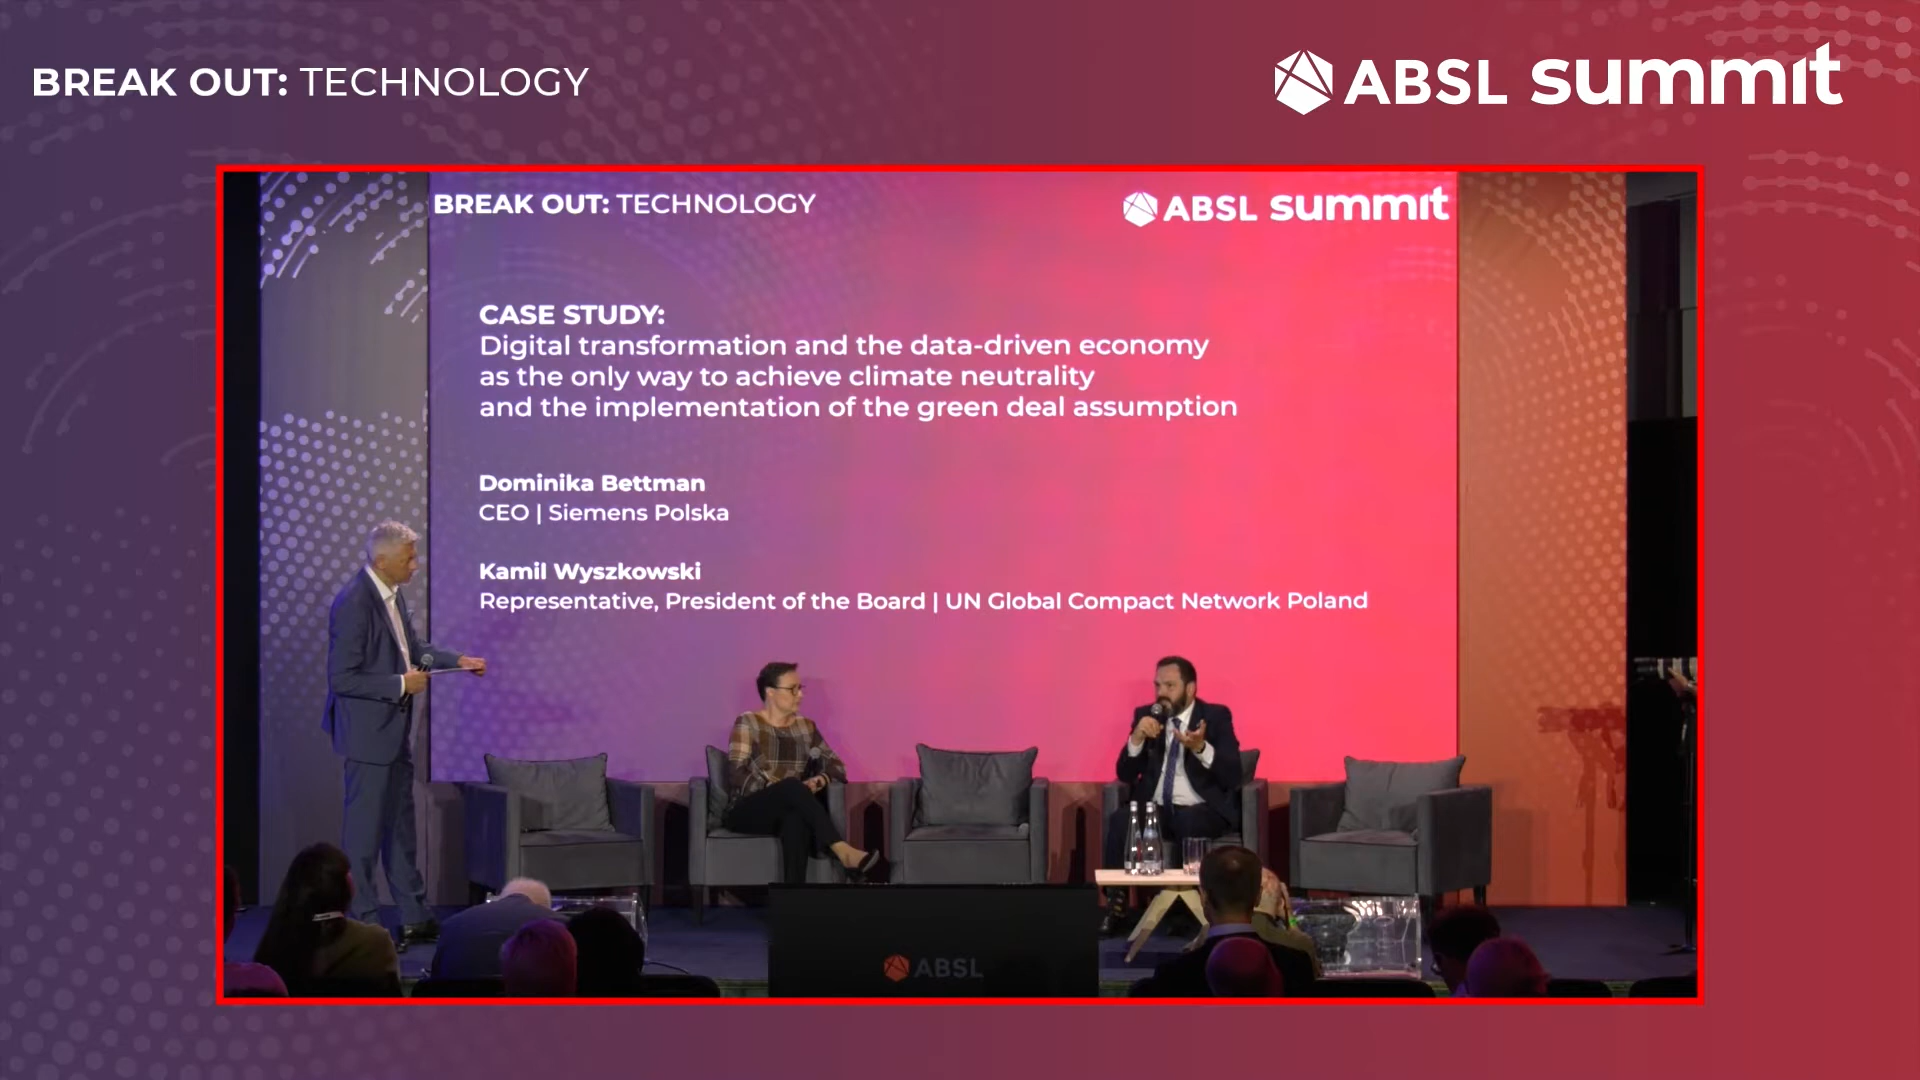 BREAK OUT: TECHNOLOGY
ABSL summit
BREAK OUT: TECHNOLOGY
ABSL summit
CASE STUDY:
Digital transformation and the data-driven economy
as the only way to achieve climate neutrality
and the implementation of the green deal assumption
Dominika Bettman
CEO | Siemens Polska
Kamil Wyszkowski
Representative, President of the Board | UN Global Compact Network Poland
ABSL